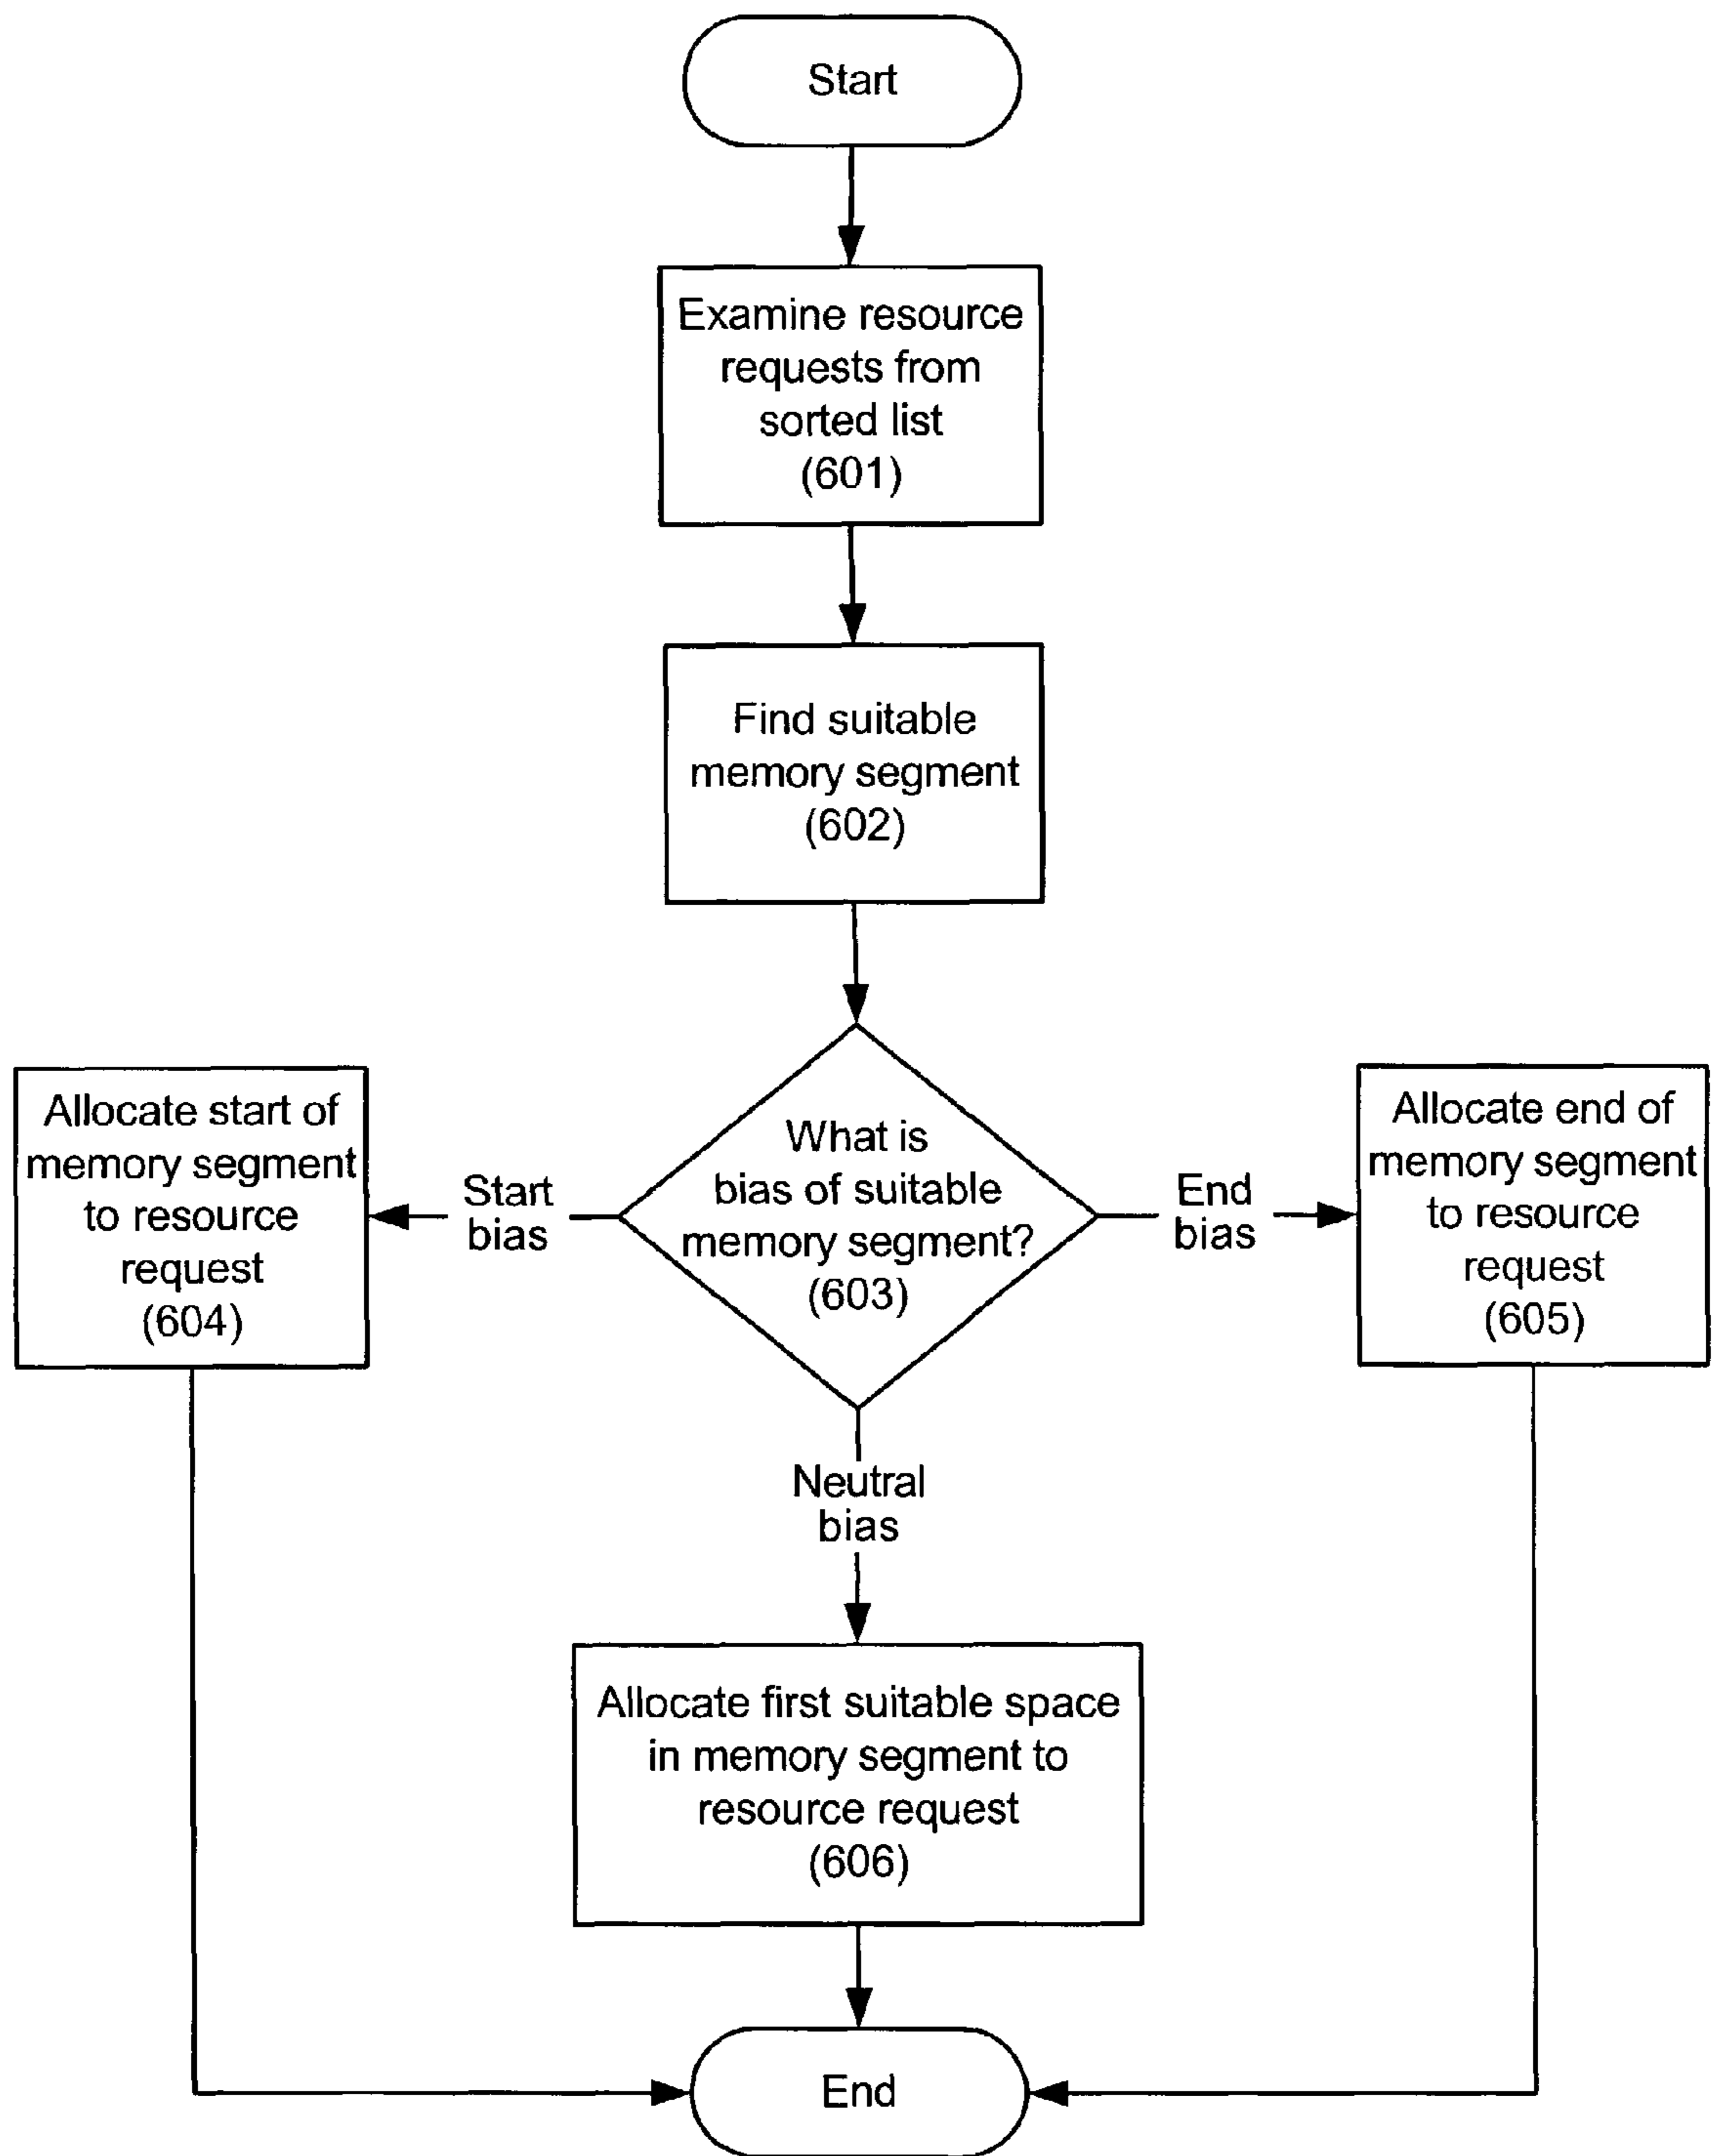 Start
Examine resource
requests from
sorted list
(601)
Find suitable
memory segment
(602)
What is
bias of suitable
memory segment?
(603)
Start
bias
Allocate start of
memory segment
to resource
request
(604)
End
bias
Allocate end of
memory segment
to resource
request
(605)
Neutral
bias
Allocate first suitable space
in memory segment to
resource request
(606)
End